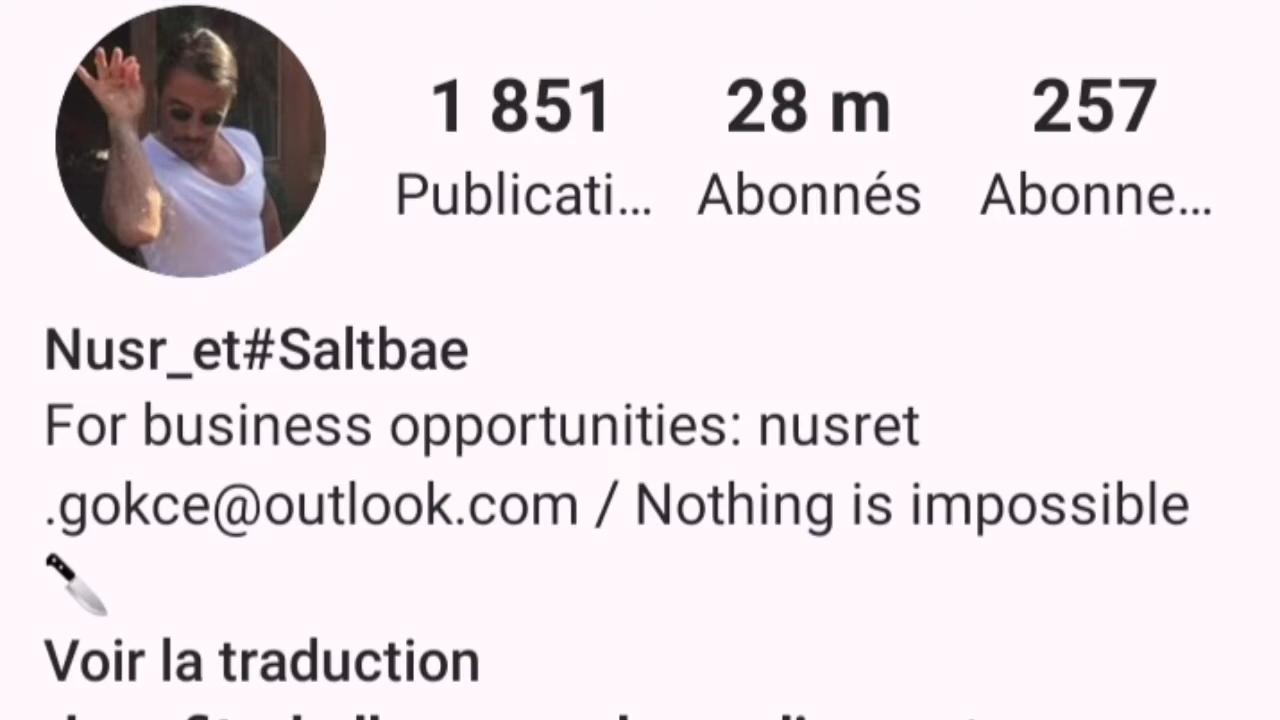 1 851 28 m 257
Publicati... Abonnés Abonne...
Nusr_et#Saltbae
For business opportunities: nusret
.gokce@outlook.com / Nothing is impossible
🔪
Voir la traduction